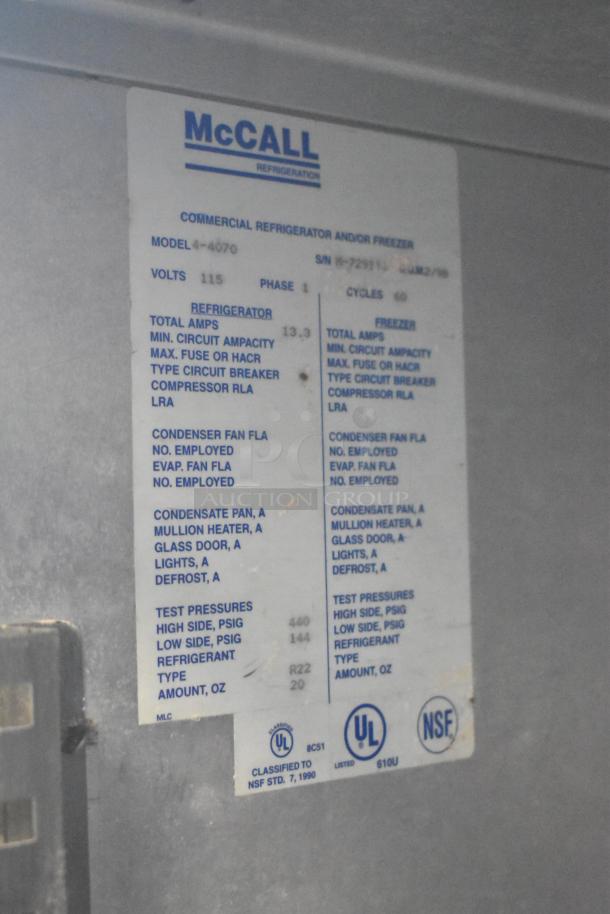 McCALL
REFRIGERATION
COMMERCIAL REFRIGERATOR AND/OR FREEZER
MODEL 4-4070 S/N
VOLTS 115 PHASE 1 CYCLES 60
REFRIGERATOR
TOTAL AMPS 13.3
MIN. CIRCUIT AMPACITY
MAX. FUSE OR HACR
TYPE CIRCUIT BREAKER
COMPRESSOR RLA
LRA
CONDENSER FAN FLA
NO. EMPLOYED
EVAP. FAN FLA
NO. EMPLOYED
CONDENSATE PAN, A
MULLION HEATER, A
GLASS DOOR, A
LIGHTS, A
DEFROST, A
TEST PRESSURES
HIGH SIDE, PSIG 440
LOW SIDE, PSIG 144
REFRIGERANT
TYPE R22
AMOUNT, OZ 20
MLC
FREEZER
TOTAL AMPS
MIN. CIRCUIT AMPACITY
MAX. FUSE OR HACR
TYPE CIRCUIT BREAKER
COMPRESSOR RLA
LRA
CONDENSER FAN FLA
NO. EMPLOYED
EVAP. FAN FLA
NO. EMPLOYED
CONDENSATE PAN, A
MULLION HEATER, A
GLASS DOOR, A
LIGHTS, A
DEFROST, A
TEST PRESSURES
HIGH SIDE, PSIG
LOW SIDE, PSIG
REFRIGERANT
TYPE
AMOUNT, OZ
CLASSIFIED
UL
8C51
CLASSIFIED TO
NSF STD. 7, 1990
UL
LISTED 610U
NSF
PCI
AUCTION GROUP